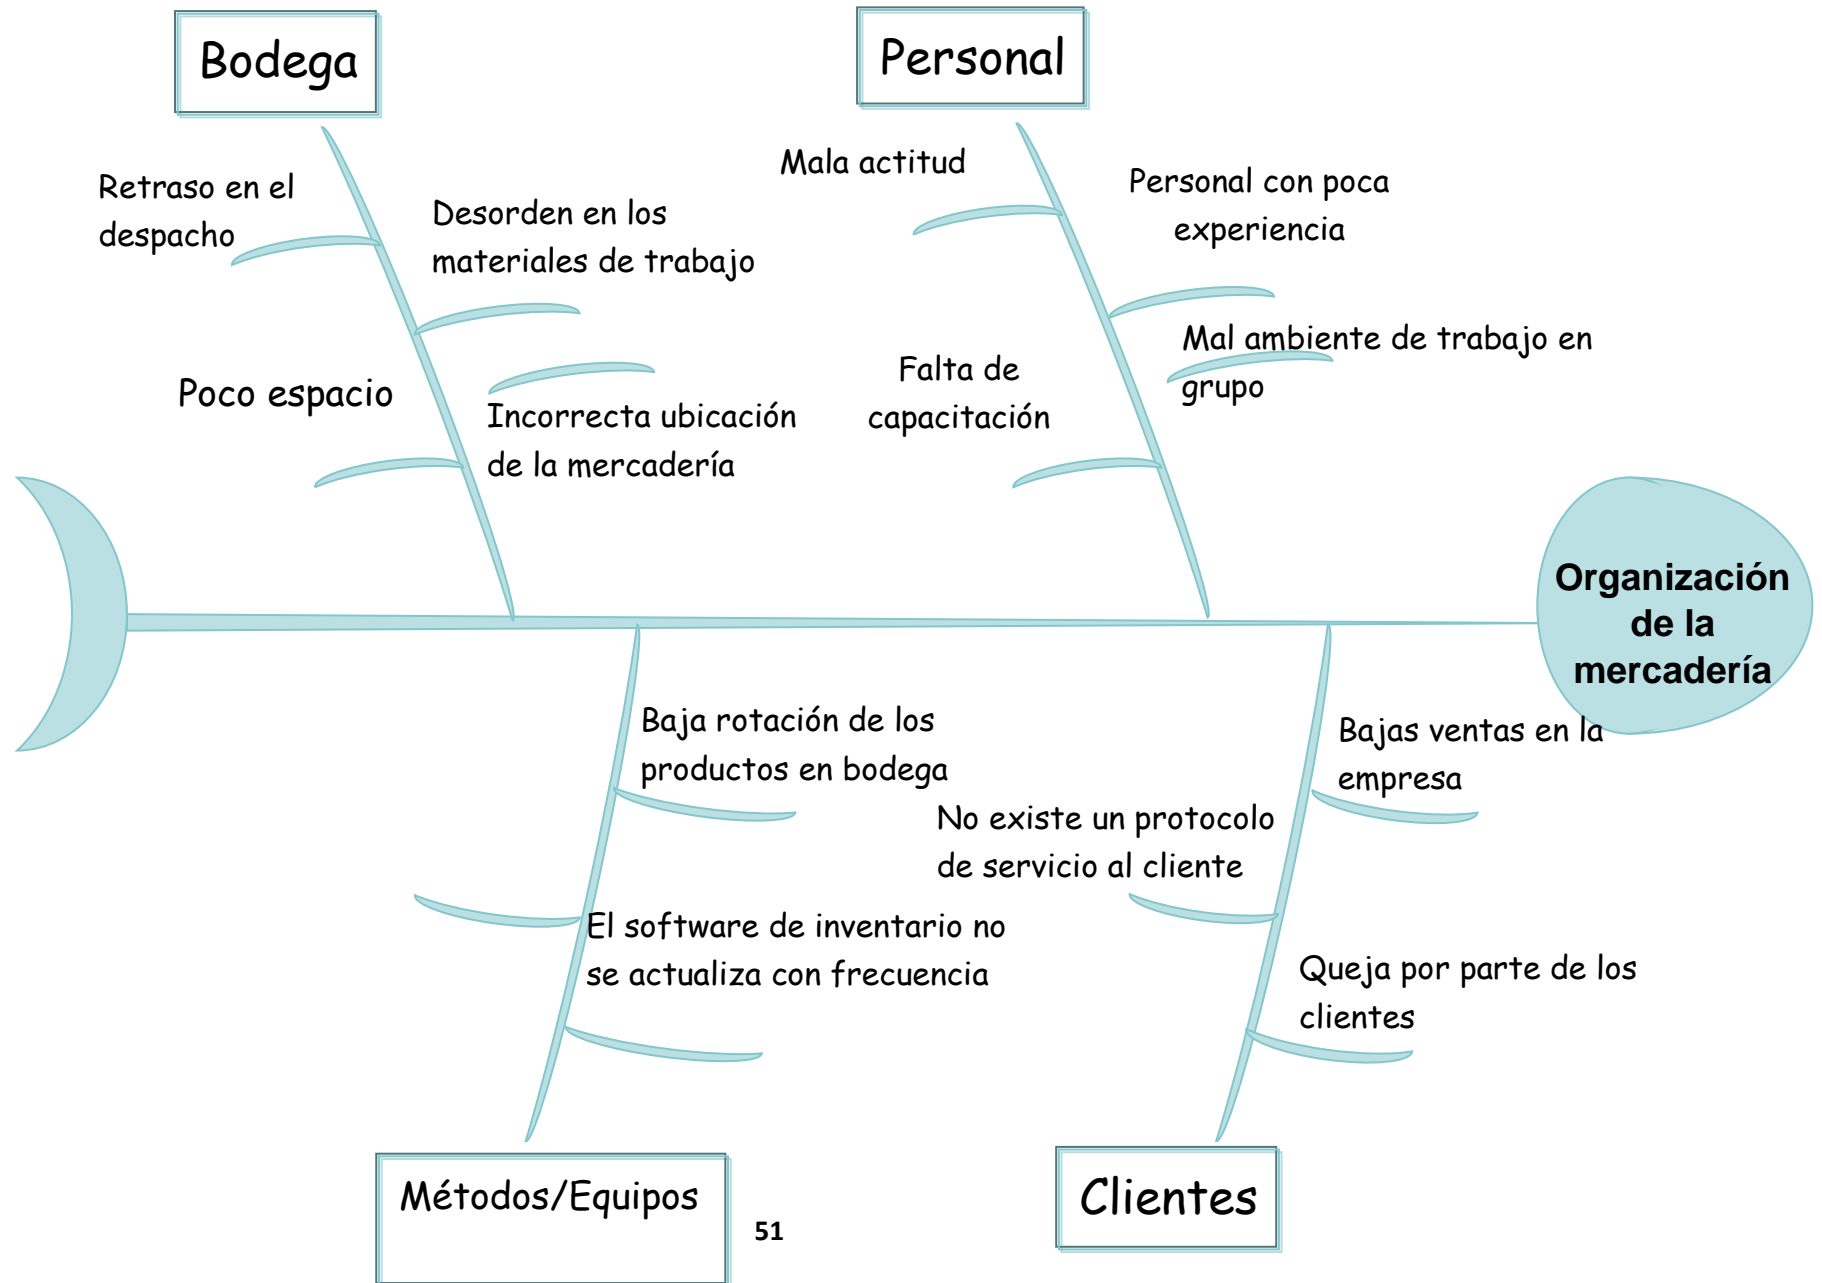 Bodega
Personal
Retraso en el
despacho
Desorden en los
materiales de trabajo
Poco espacio
Incorrecta ubicación
de la mercadería
Mala actitud
Personal con poca
experiencia
Falta de
capacitación
Mal ambiente de trabajo en
grupo
Organización
de la
mercadería
Baja rotación de los
productos en bodega
El software de inventario no
se actualiza con frecuencia
No existe un protocolo
de servicio al cliente
Bajas ventas en la
empresa
Queja por parte de los
clientes
Métodos/Equipos
Clientes
51